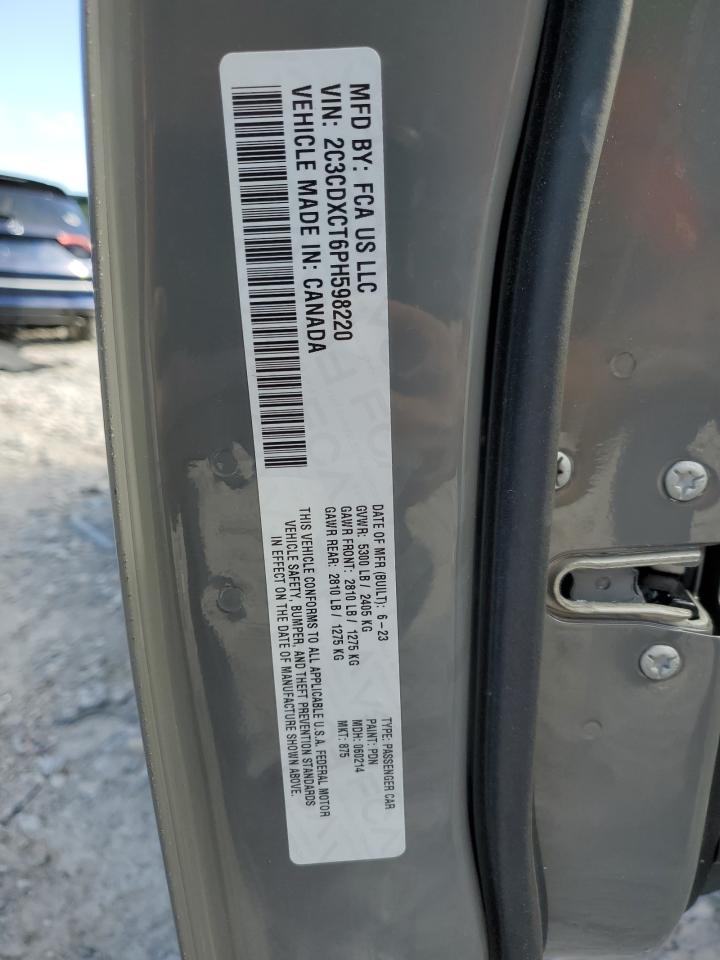 MFD BY: FCA US LLC
VIN: 2C3CDXCT6PH598220
VEHICLE MADE IN: CANADA
DATE OF MFR (BUILT): 6-23
GVWR: 5300 LB / 2405 KG
GAWR FRONT: 2810 LB / 1275 KG
GAWR REAR: 2810 LB / 1275 KG
THIS VEHICLE CONFORMS TO ALL APPLICABLE U.S.A. FEDERAL MOTOR
VEHICLE SAFETY, BUMPER, AND THEFT PREVENTION STANDARDS
IN EFFECT ON THE DATE OF MANUFACTURE SHOWN ABOVE.
TYPE: PASSENGER CAR
PAINT: PDN
MDH: 060214
MKT: 875